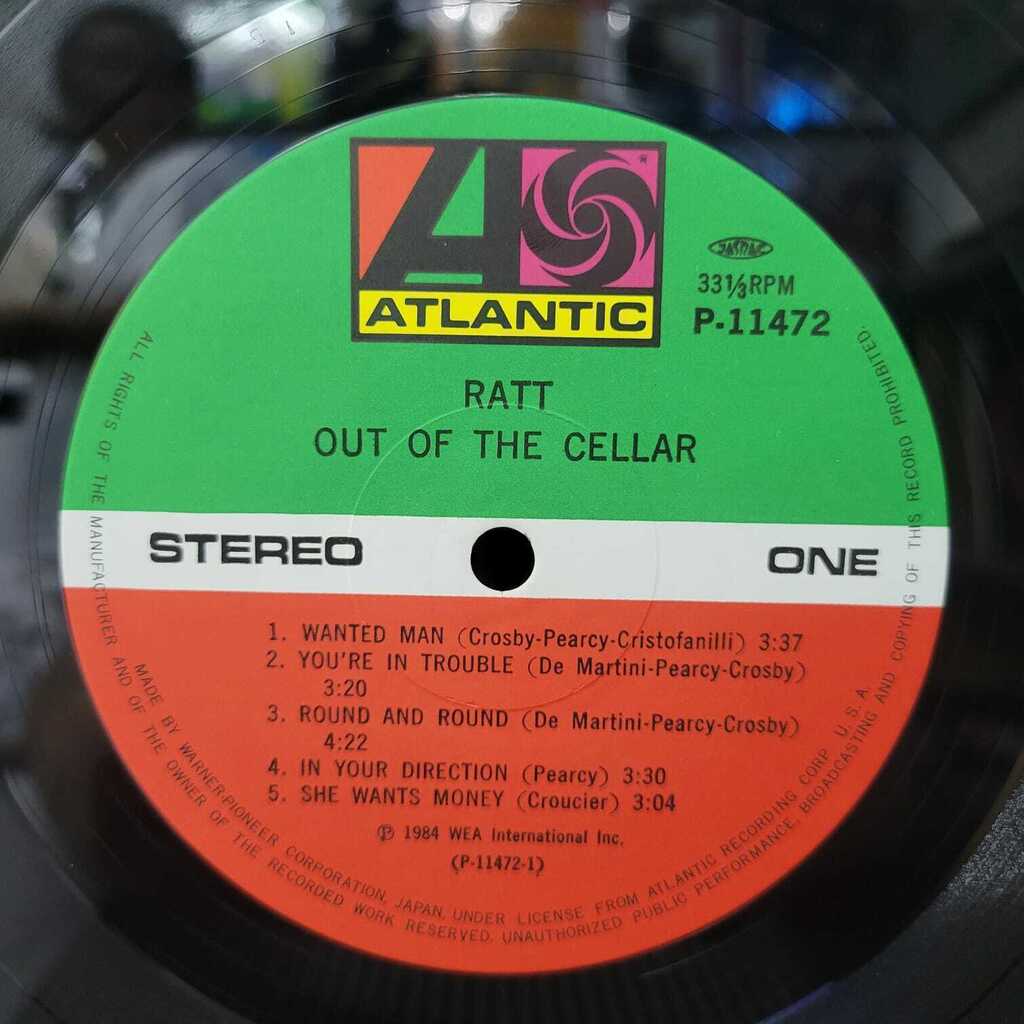 ATLANTIC
JASRAC
33⅓RPM
P-11472
RATT
OUT OF THE CELLAR
STEREO
ONE
1. WANTED MAN (Crosby-Pearcy-Cristofanilli) 3:37
2. YOU'RE IN TROUBLE (De Martini-Pearcy-Crosby)
3:20
3. ROUND AND ROUND (De Martini-Pearcy-Crosby)
4:22
4. IN YOUR DIRECTION (Pearcy) 3:30
5. SHE WANTS MONEY (Croucier) 3:04
℗ 1984 WEA International Inc.
(P-11472-1)
MADE BY WARNER-PIONEER CORPORATION, JAPAN, UNDER LICENSE FROM ATLANTIC RECORDING CORP. U.S.A.
ALL RIGHTS OF THE MANUFACTURER AND OF THE OWNER OF THE RECORDED WORK RESERVED. UNAUTHORIZED PUBLIC PERFORMANCE, BROADCASTING AND COPYING OF THIS RECORD PROHIBITED.